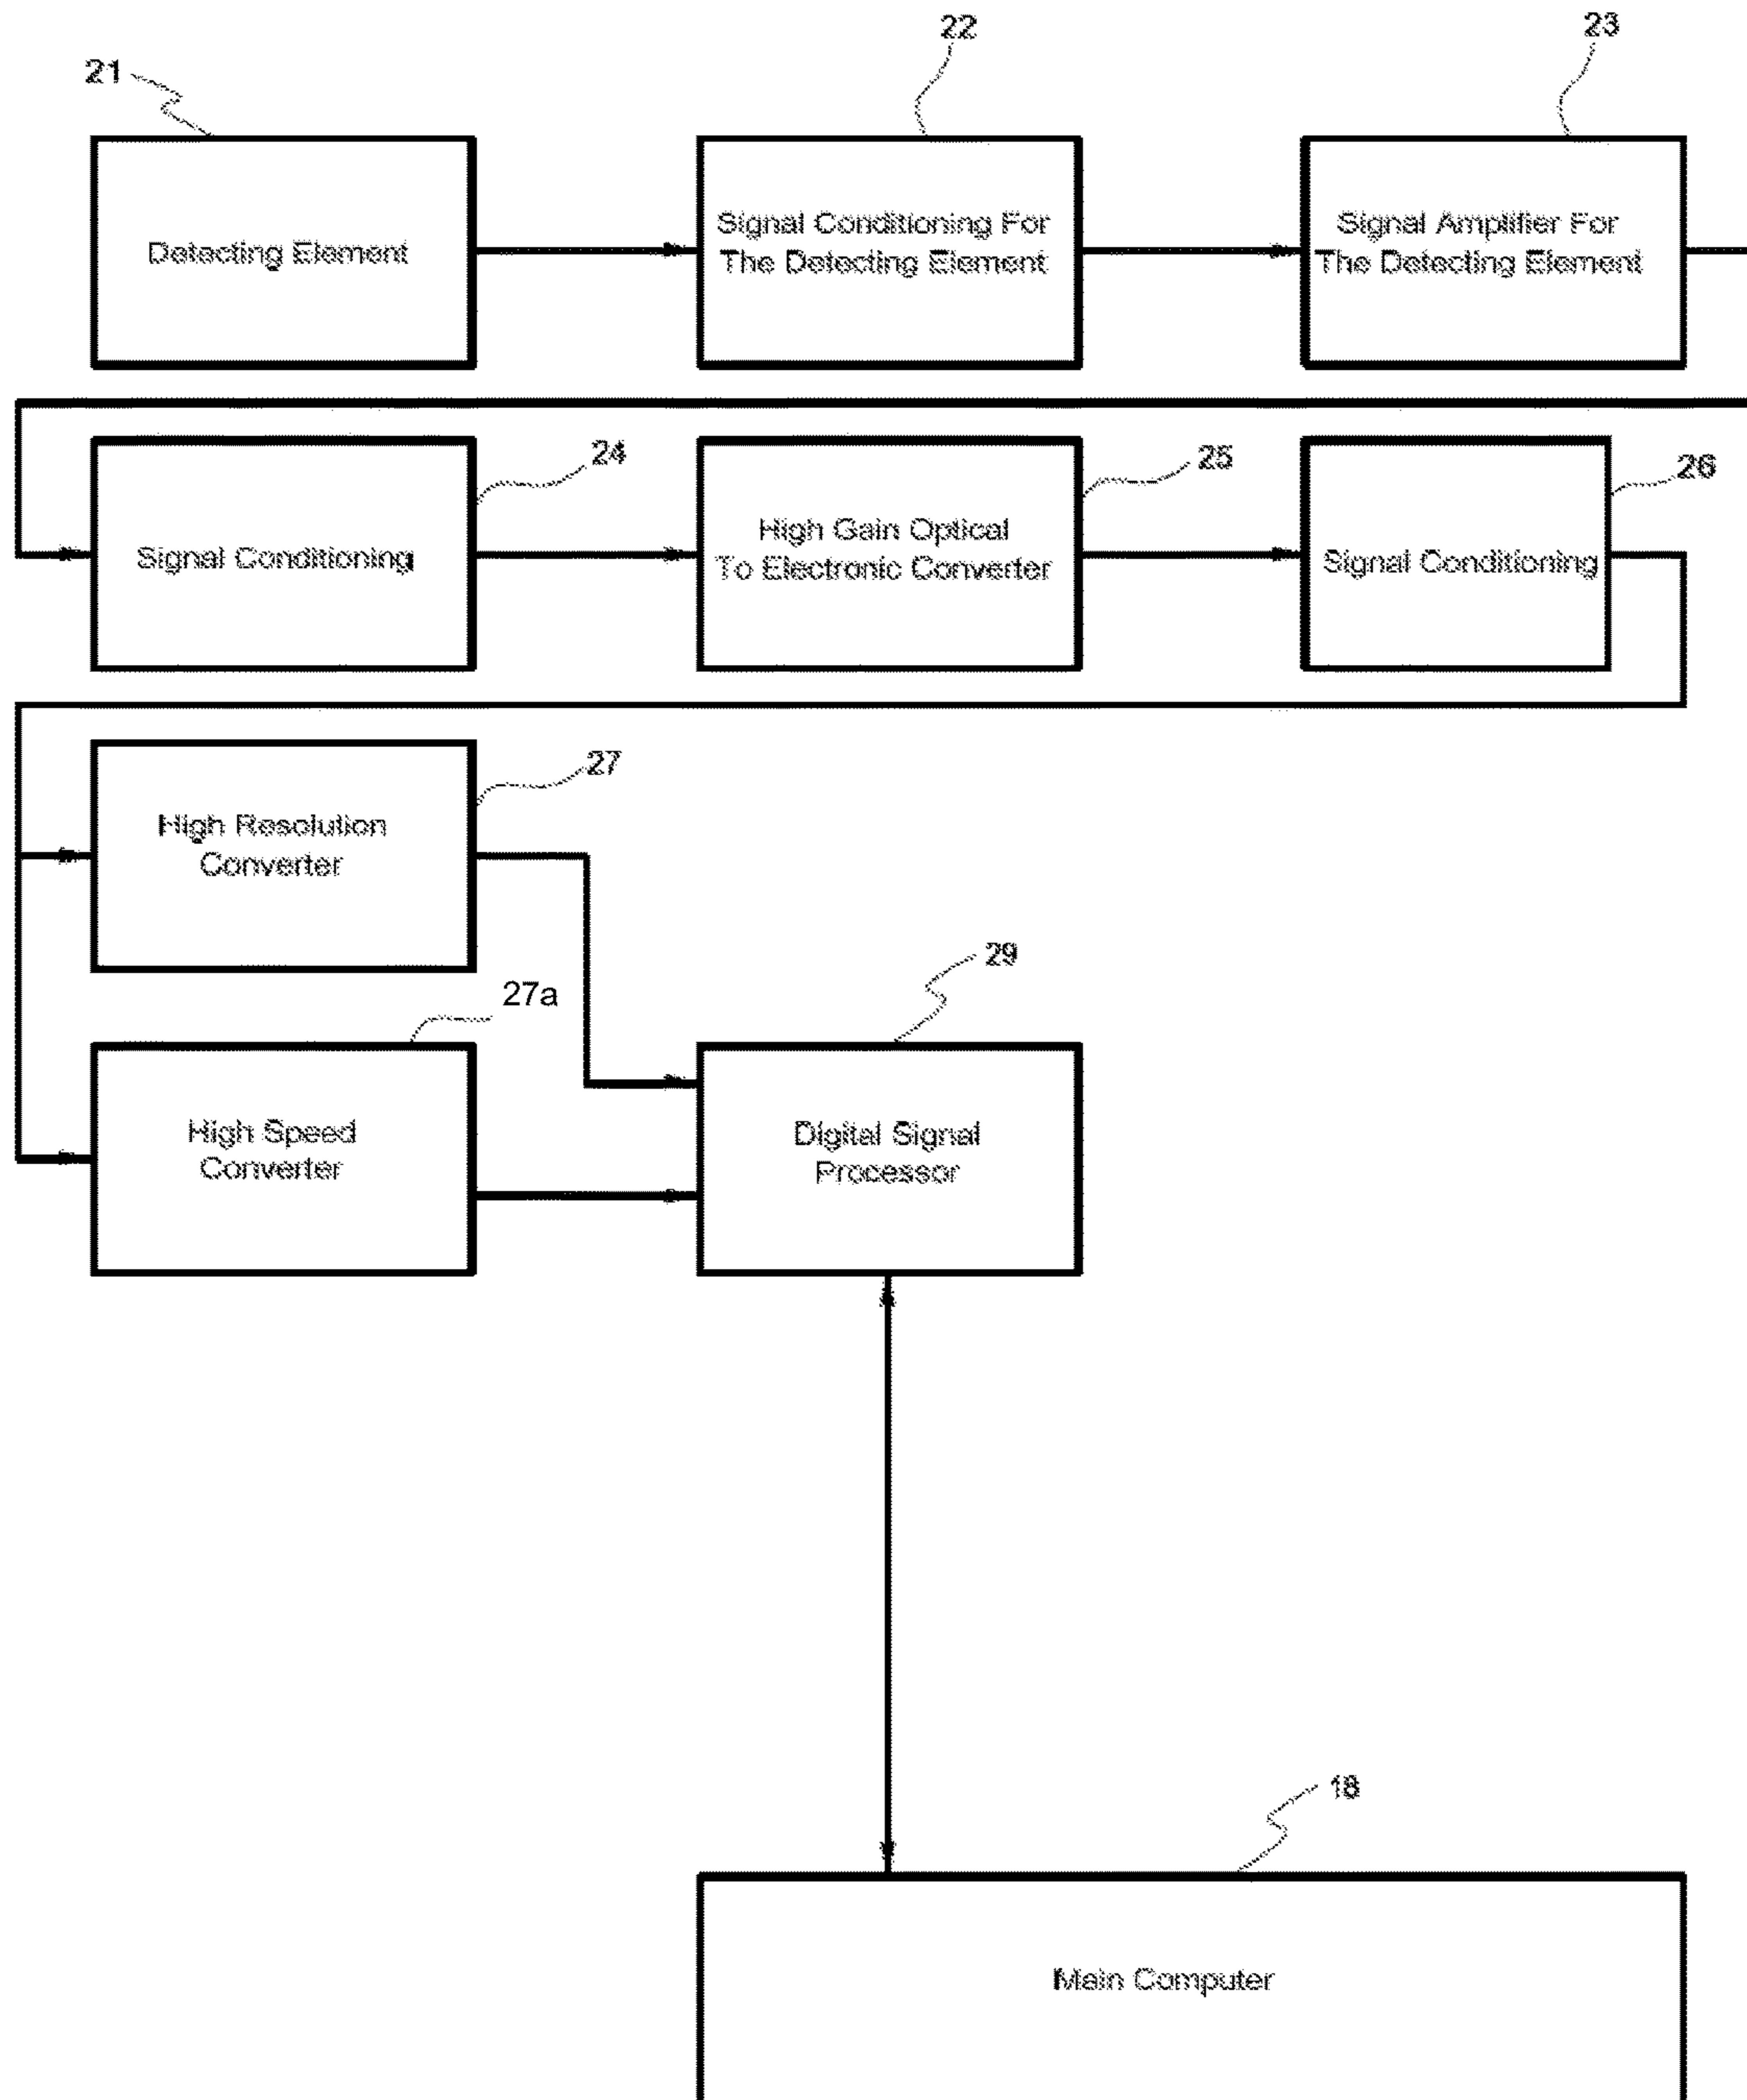 21
22
23
Detecting Element
Signal Conditioning For
The Detecting Element
Signal Amplifier For
The Detecting Element
24
25
26
Signal Conditioning
High Gain Optical
To Electronic Converter
Signal Conditioning
27
High Resolution
Converter
27a
29
High Speed
Converter
Digital Signal
Processor
18
Main Computer